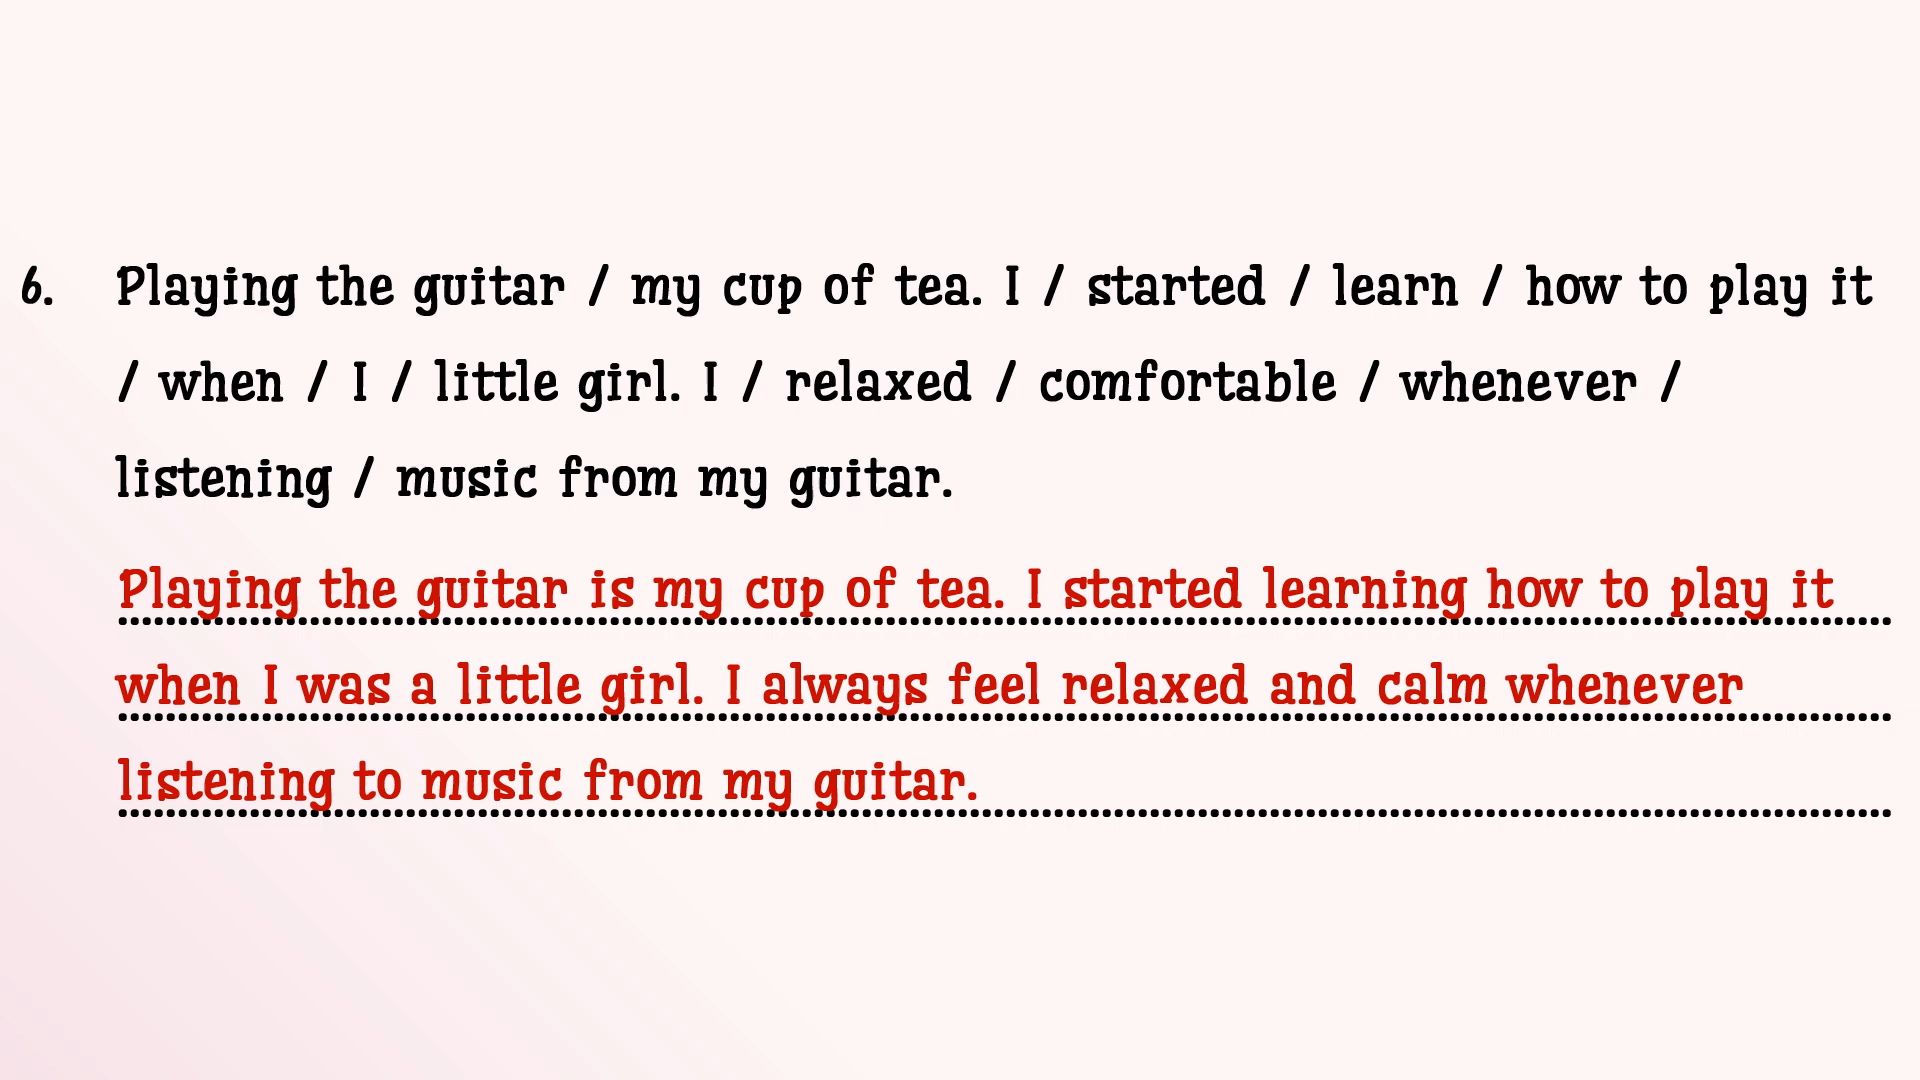 6. Playing the guitar / my cup of tea. I / started / learn / how to play it
/ when / I / little girl. I / relaxed / comfortable / whenever /
listening / music from my guitar.
Playing the guitar is my cup of tea. I started learning how to play it
when I was a little girl. I always feel relaxed and calm whenever
listening to music from my guitar.